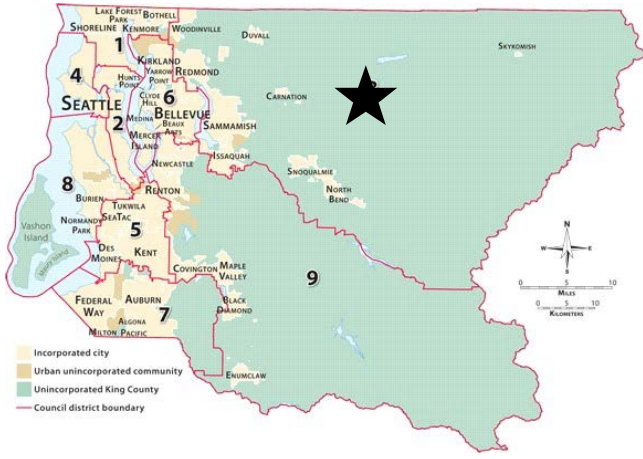 LAKE FOREST
PARK
BOTHELL
SHORELINE
KENMORE
WOODINVILLE
1
DUVALL
SKYKOMISH
KIRKLAND
YARROW
POINT
REDMOND
4
HUNTS
POINT
6
CARNATION
SEATTLE
CLYDE
HILL
BELLEVUE
2
MEDINA
BEAUX
ARTS
SAMMAMISH
MERCER
ISLAND
ISSAQUAH
NEWCASTLE
SNOQUALMIE
8
RENTON
NORTH
BEND
BURIEN
TUKWILA
SEATAC
Vashon
Island
NORMANDY
PARK
5
N
W
E
S
Maury Island
DES
MOINES
KENT
COVINGTON
MAPLE
VALLEY
9
0 5 10
MILES
0 5 10
KILOMETERS
FEDERAL
WAY
AUBURN
BLACK
DIAMOND
7
ALGONA
MILTON
PACIFIC
ENUMCLAW
Incorporated city
Urban unincorporated community
Unincorporated King County
Council district boundary